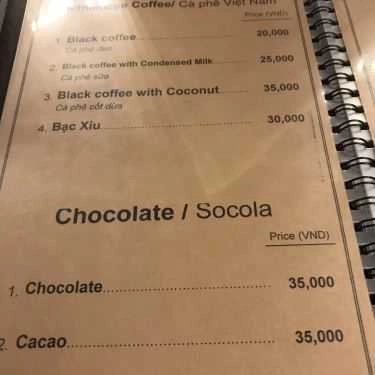 Coffee/ Cà phê Việt Nam
Price (VND)
1. Black coffee 20,000
Cà phê đen
2. Black coffee with Condensed Milk 25,000
Cà phê sữa
3. Black coffee with Coconut 35,000
Cà phê cốt dừa
4. Bạc Xỉu 30,000
Chocolate / Socola
Price (VND)
1. Chocolate 35,000
2. Cacao 35,000